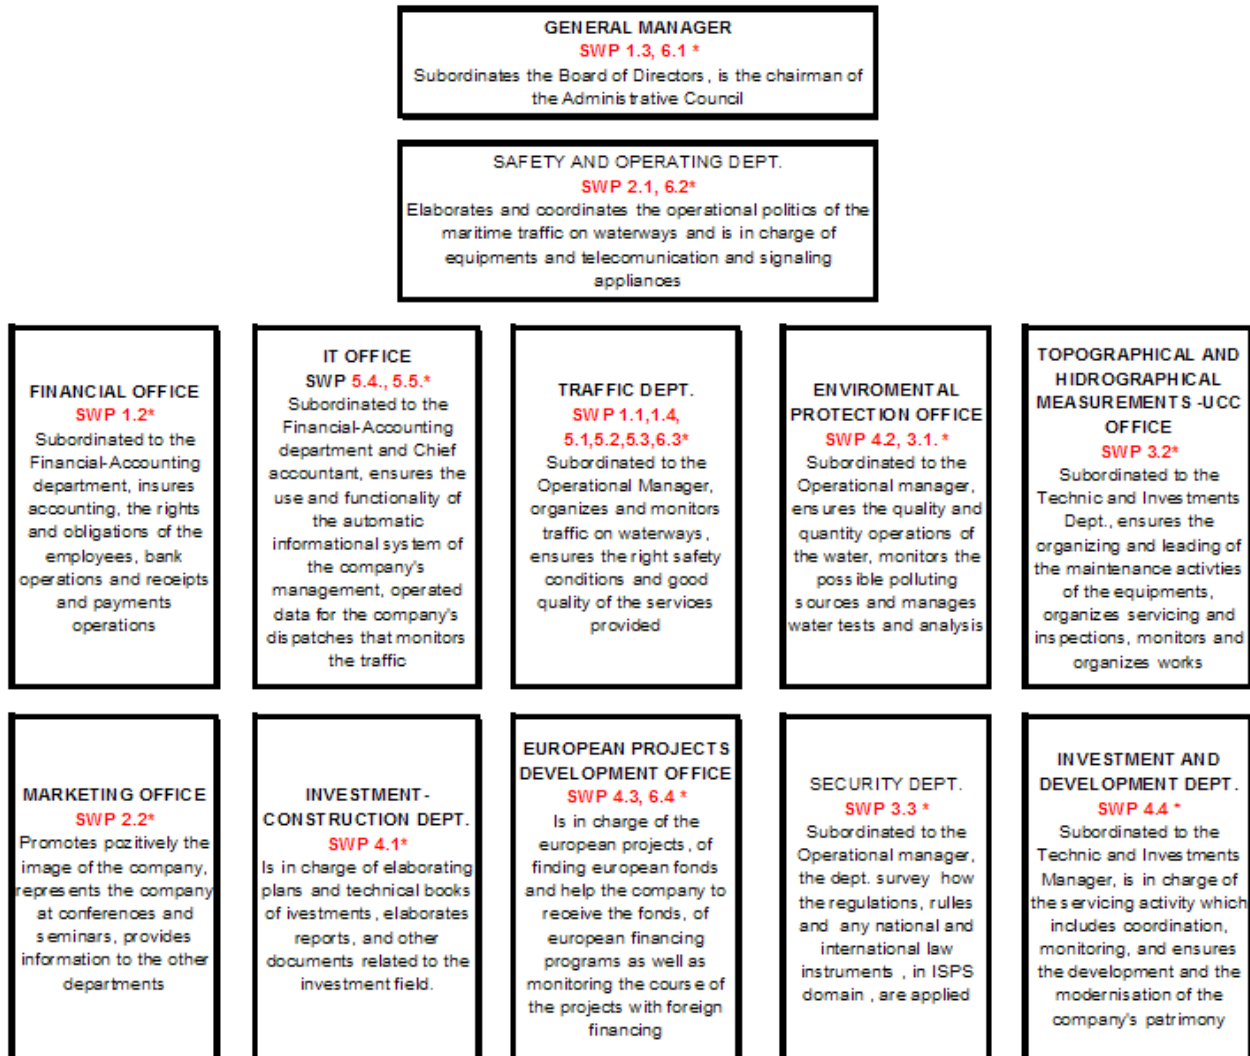 GENERAL MANAGER
SWP 1.3, 6.1 *
Subordinates the Board of Directors, is the chairman of
the Administrative Council
SAFETY AND OPERATING DEPT.
SWP 2.1, 6.2*
Elaborates and coordinates the operational politics of the
maritime traffic on waterways and is in charge of
equipments and telecomunication and signaling
appliances
FINANCIAL OFFICE
SWP 1.2*
Subordinated to the
Financial-Accounting
department, insures
accounting, the rights
and obligations of the
employees, bank
operations and receipts
and payments
operations
IT OFFICE
SWP 5.4., 5.5.*
Subordinated to the
Financial-Accounting
department and Chief
accountant, ensures the
use and functionality of
the automatic
informational system of
the company's
management, operated
data for the company's
dispatches that monitors
the traffic
TRAFFIC DEPT.
SWP 1.1,1.4,
5.1,5.2,5.3,6.3*
Subordinated to the
Operational Manager,
organizes and monitors
traffic on waterways,
ensures the right safety
conditions and good
quality of the services
provided
ENVIROMENTAL
PROTECTION OFFICE
SWP 4.2, 3.1. *
Subordinated to the
Operational manager,
ensures the quality and
quantity operations of
the water, monitors the
possible polluting
sources and manages
water tests and analysis
TOPOGRAPHICAL AND
HIDROGRAPHICAL
MEASUREMENTS -UCC
OFFICE
SWP 3.2*
Subordinated to the
Technic and Investments
Dept., ensures the
organizing and leading of
the maintenance activties
of the equipments,
organizes servicing and
inspections, monitors and
organizes works
MARKETING OFFICE
SWP 2.2*
Promotes pozitively the
image of the company,
represents the company
at conferences and
seminars, provides
information to the other
departments
INVESTMENT-
CONSTRUCTION DEPT.
SWP 4.1*
Is in charge of elaborating
plans and technical books
of ivestments, elaborates
reports, and other
documents related to the
investment field.
EUROPEAN PROJECTS
DEVELOPMENT OFFICE
SWP 4.3, 6.4 *
Is in charge of the
european projects, of
finding european fonds
and help the company to
receive the fonds, of
european financing
programs as well as
monitoring the course of
the projects with foreign
financing
SECURITY DEPT.
SWP 3.3 *
Subordinated to the
Operational manager,
the dept. survey how
the regulations, rulles
and any national and
international law
instruments , in ISPS
domain , are applied
INVESTMENT AND
DEVELOPMENT DEPT.
SWP 4.4 *
Subordinated to the
Technic and Investments
Manager, is in charge of
the servicing activity which
includes coordination,
monitoring, and ensures
the development and the
modernisation of the
company's patrimony